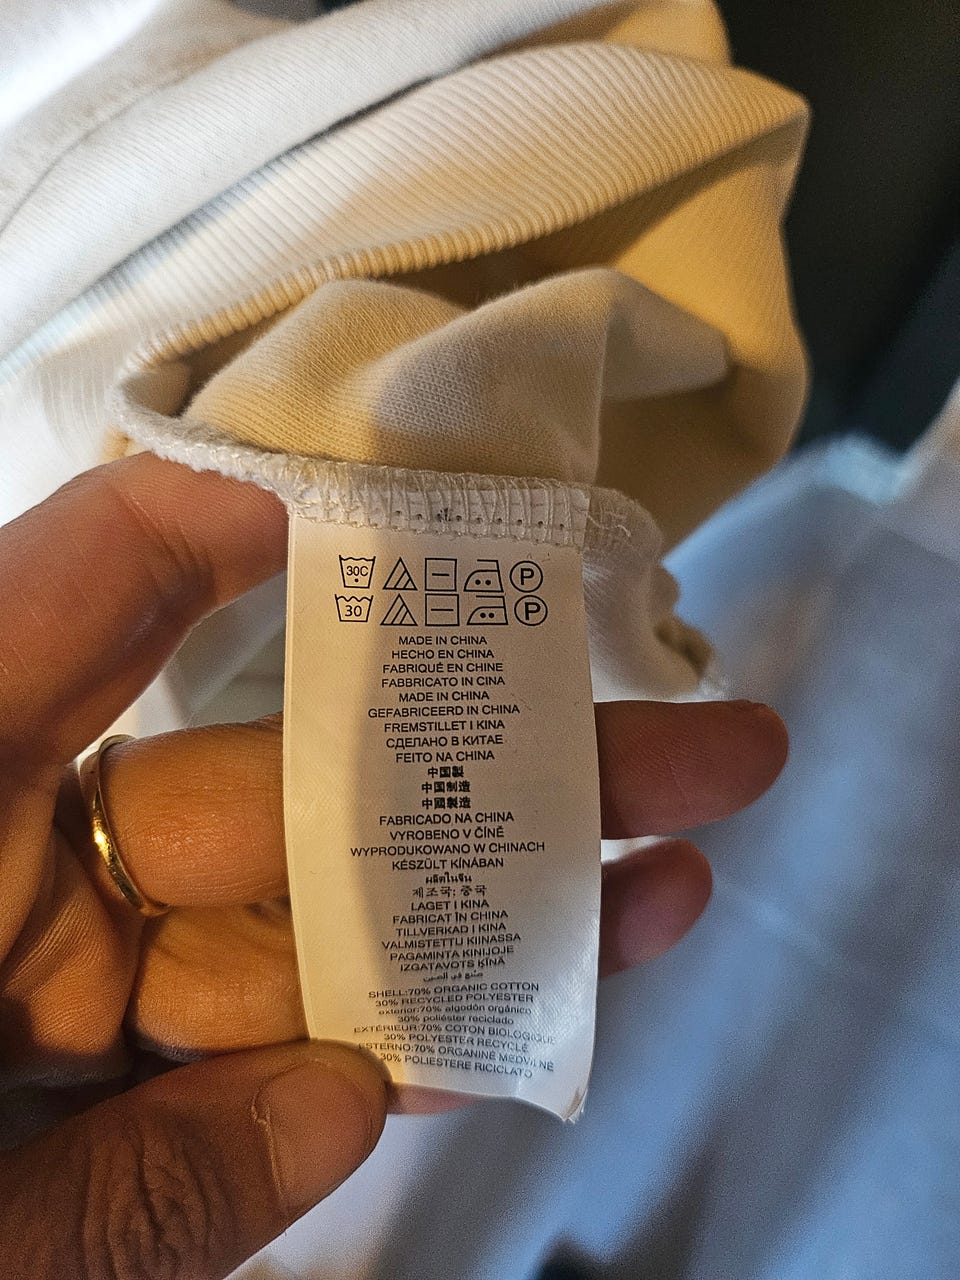 30C P
30 P
MADE IN CHINA
HECHO EN CHINA
FABRIQUÉ EN CHINE
FABBRICATO IN CINA
MADE IN CHINA
GEFABRICEERD IN CHINA
FREMSTILLET I KINA
СДЕЛАНО В КИТАЕ
FEITO NA CHINA
中国製
中国制造
中國製造
FABRICADO NA CHINA
VYROBENO V ČÍNĚ
WYPRODUKOWANO W CHINACH
KÉSZÜLT KÍNÁBAN
ผลิตในจีน
제조국: 중국
LAGET I KINA
FABRICAT ÎN CHINA
TILLVERKAD I KINA
VALMISTETTU KIINASSA
PAGAMINTA KINIJOJE
IZGATAVOTS ĶĪNĀ
صنع في الصين
SHELL:70% ORGANIC COTTON
30% RECYCLED POLYESTER
exterior:70% algodón orgánico
30% poliéster reciclado
EXTÉRIEUR:70% COTON BIOLOGIQUE
30% POLYESTER RECYCLÉ
ESTERNO:70% ORGANINĖ MEDVILNĖ
30% POLIESTERE RICICLATO